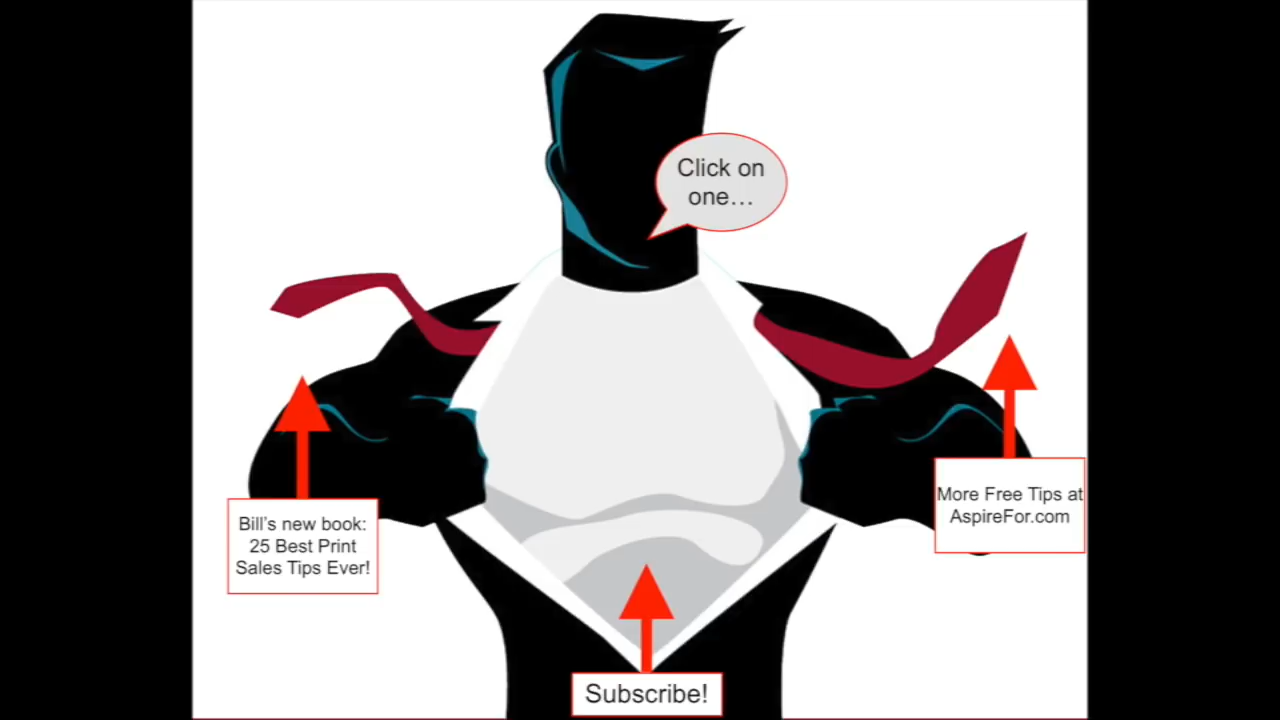 Click on
one…
More Free Tips at
AspireFor.com
Bill's new book:
25 Best Print
Sales Tips Ever!
Subscribe!